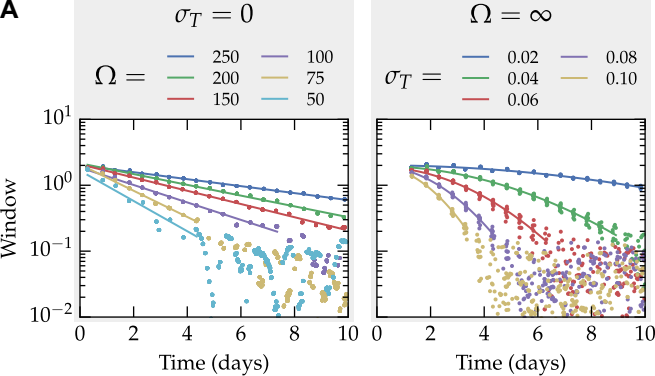 A
σ_T = 0
Ω = ∞
Ω =
250
200
150
100
75
50
σ_T =
0.02
0.04
0.06
0.08
0.10
Window
10^1
10^0
10^−1
10^−2
0 2 4 6 8 10
0 2 4 6 8 10
Time (days)
Time (days)